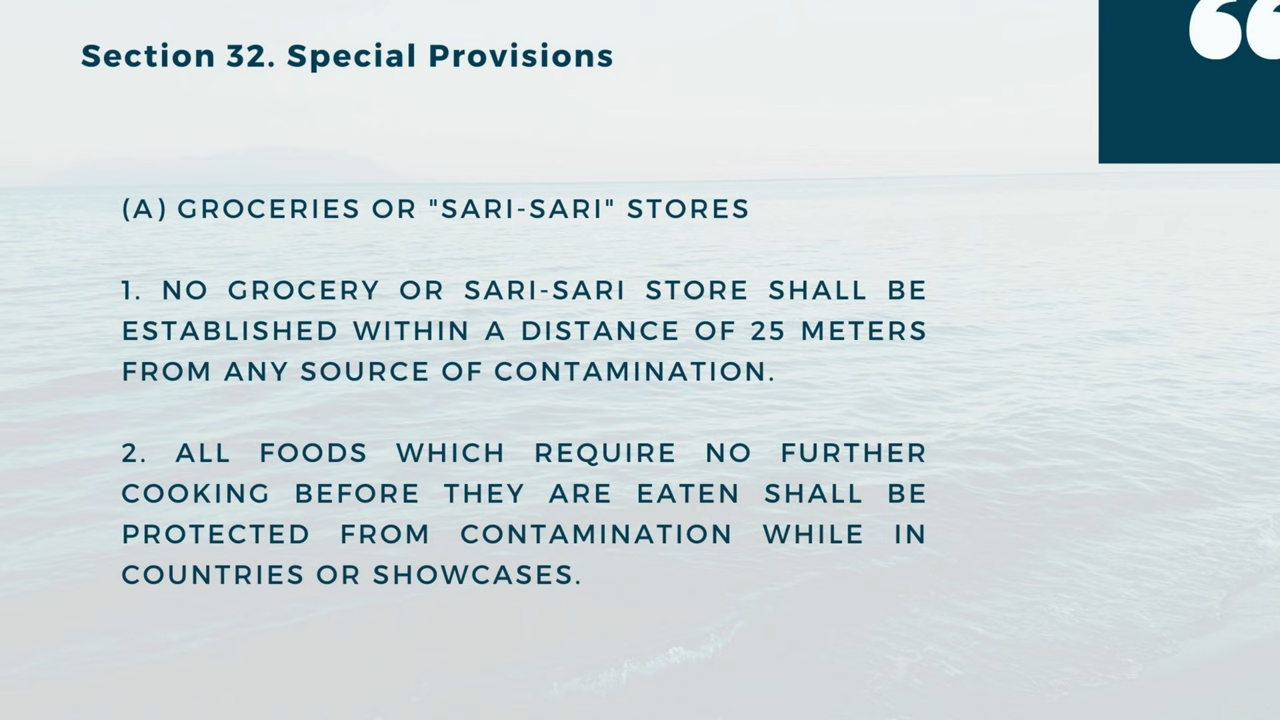 Section 32. Special Provisions
(A) GROCERIES OR "SARI-SARI" STORES
1. NO GROCERY OR SARI-SARI STORE SHALL BE
ESTABLISHED WITHIN A DISTANCE OF 25 METERS
FROM ANY SOURCE OF CONTAMINATION.
2. ALL FOODS WHICH REQUIRE NO FURTHER
COOKING BEFORE THEY ARE EATEN SHALL BE
PROTECTED FROM CONTAMINATION WHILE IN
COUNTRIES OR SHOWCASES.